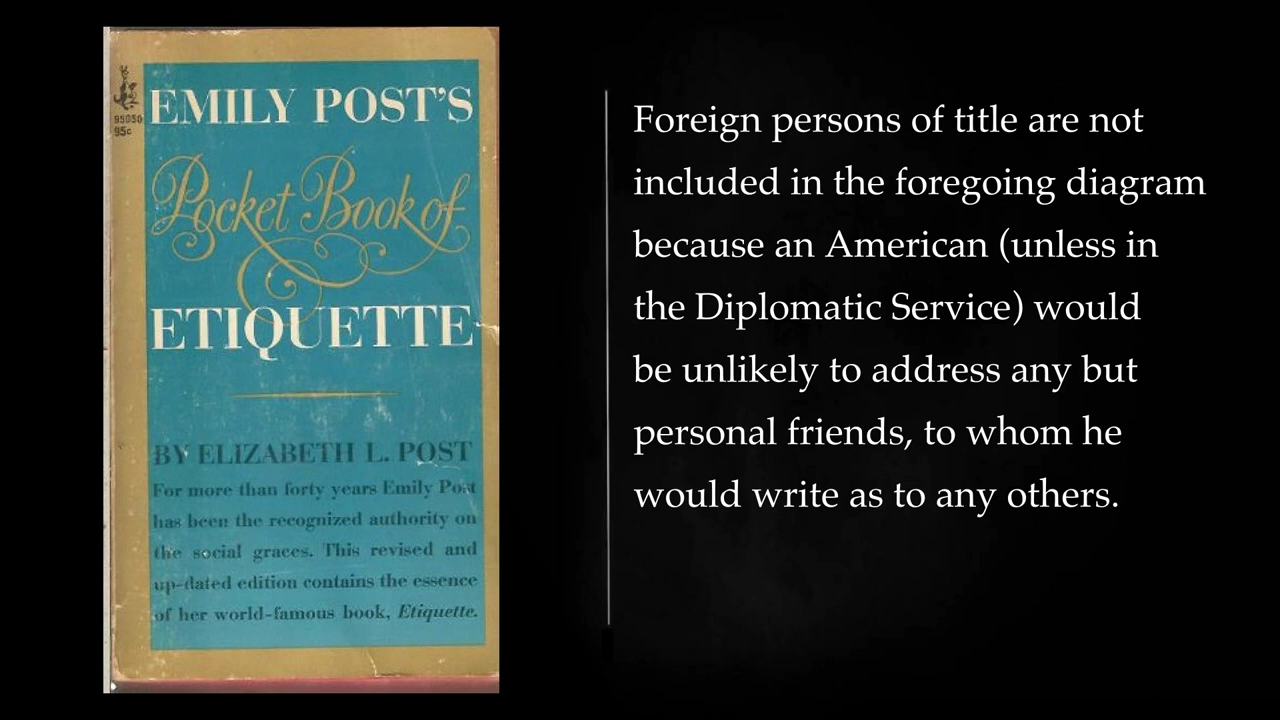 95050
95c
EMILY POST'S
Pocket Book of
ETIQUETTE
BY ELIZABETH L. POST
For more than forty years Emily Post
has been the recognized authority on
the social graces. This revised and
up-dated edition contains the essence
of her world-famous book, Etiquette.
Foreign persons of title are not
included in the foregoing diagram
because an American (unless in
the Diplomatic Service) would
be unlikely to address any but
personal friends, to whom he
would write as to any others.